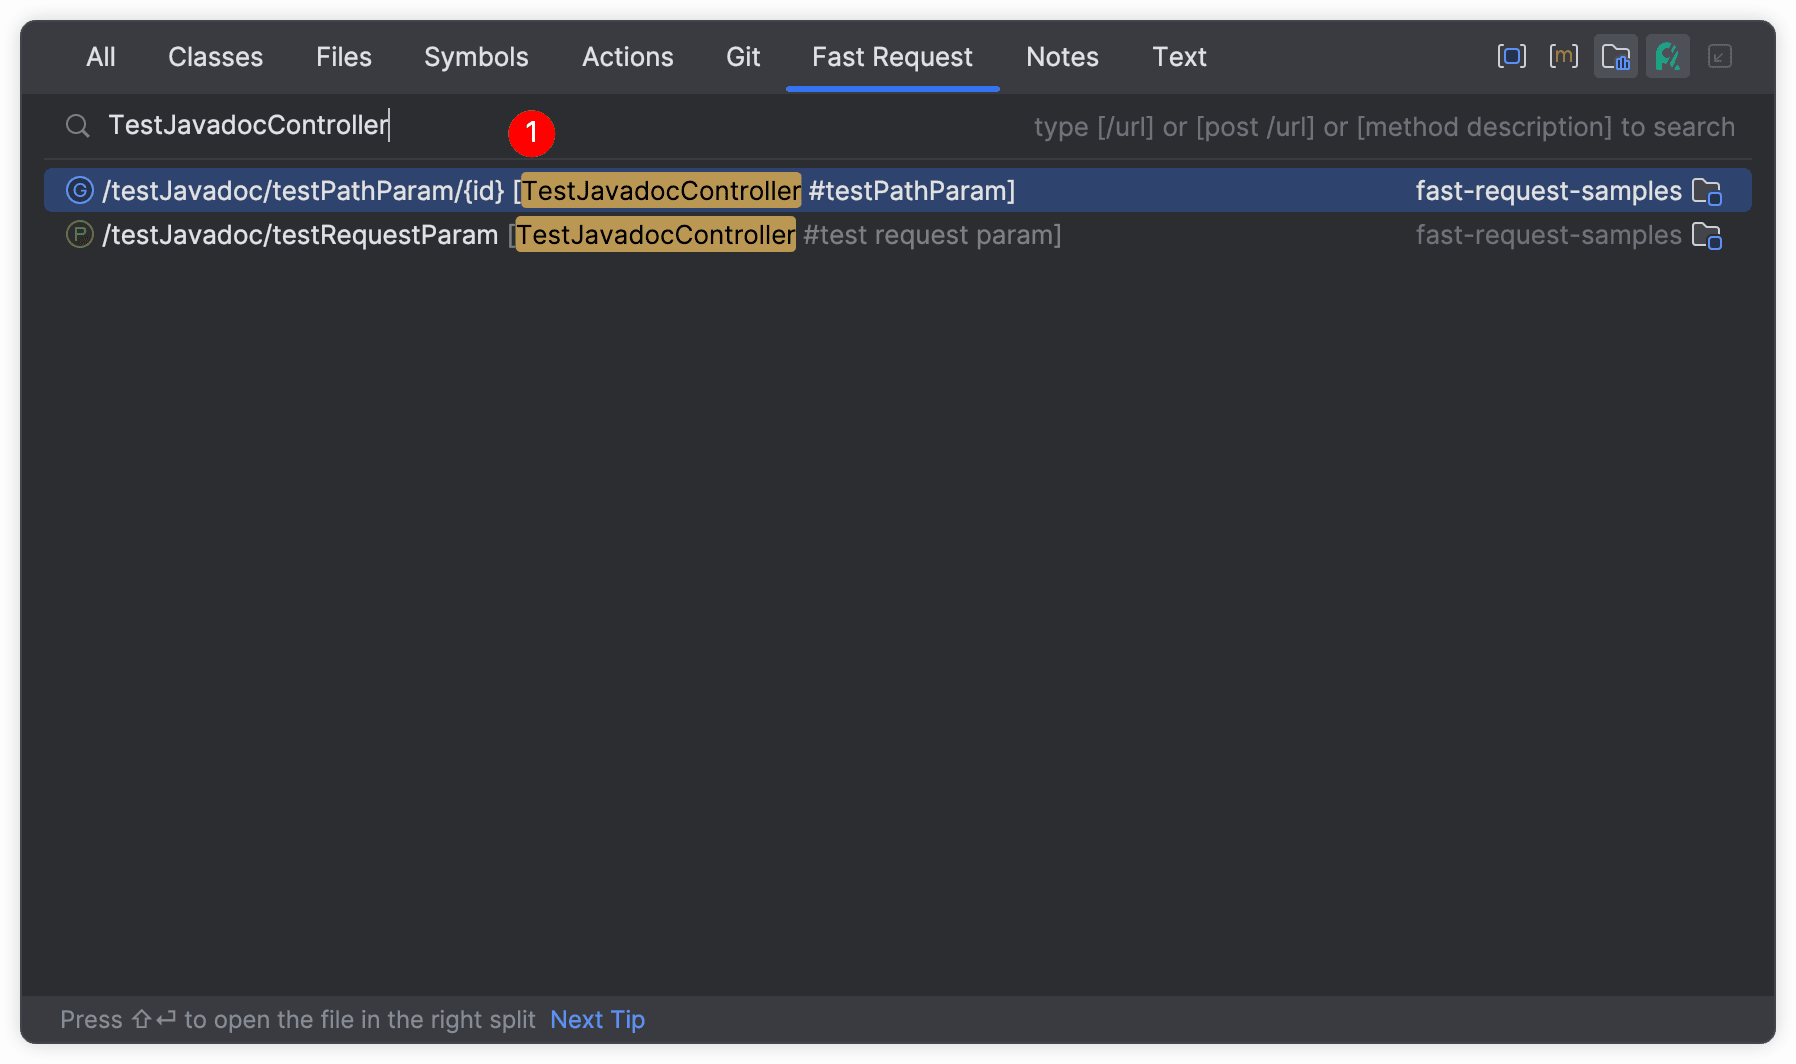 All Classes Files Symbols Actions Git Fast Request Notes Text [m]
TestJavadocController 1 type [/url] or [post /url] or [method description] to search
G /testJavadoc/testPathParam/{id} [TestJavadocController #testPathParam] fast-request-samples
P /testJavadoc/testRequestParam [TestJavadocController #test request param] fast-request-samples
Press ⇧⏎ to open the file in the right split Next Tip